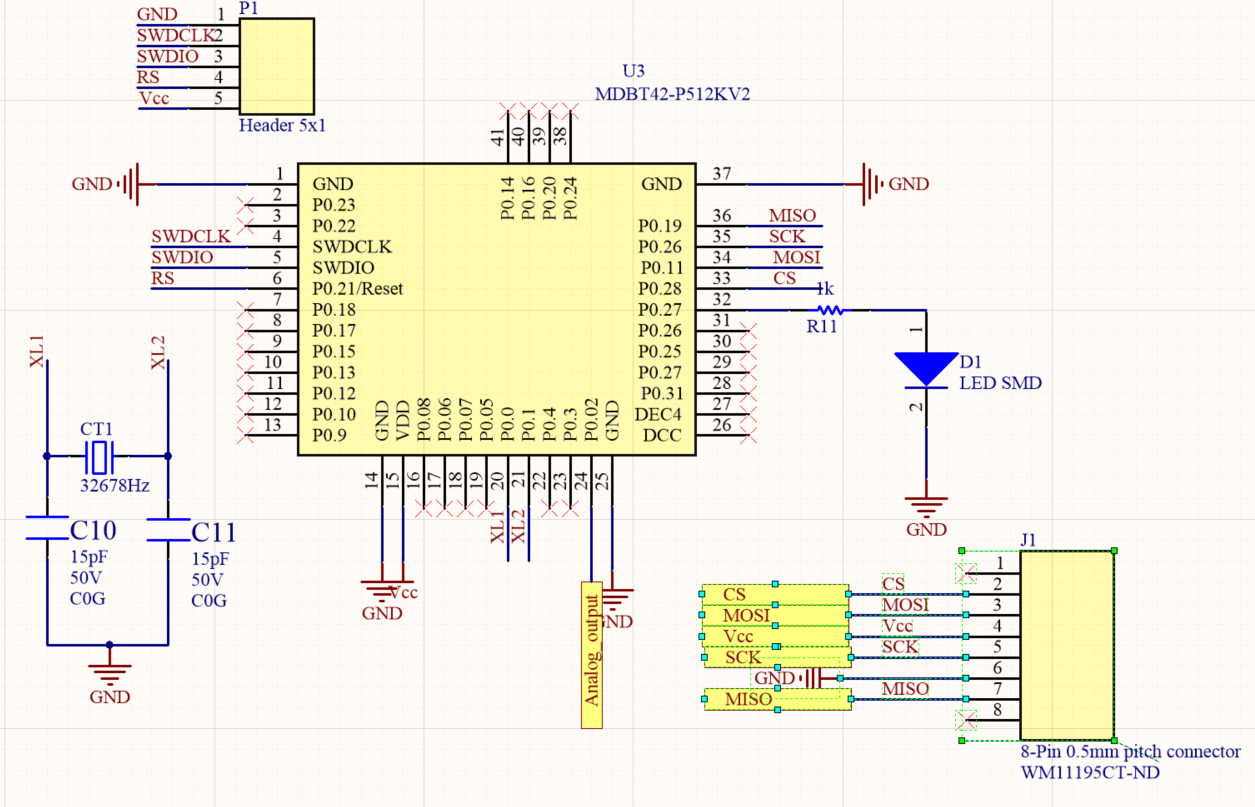 P1
GND 1
SWDCLK 2
SWDIO 3
RS 4
Vcc 5
Header 5x1
U3
MDBT42-P512KV2
41 40 39 38
P0.14 P0.16 P0.20 P0.24
GND 1 GND
2 P0.23
3 P0.22
SWDCLK 4 SWDCLK
SWDIO 5 SWDIO
RS 6 P0.21/Reset
7 P0.18
8 P0.17
9 P0.15
10 P0.13
11 P0.12
12 P0.10
13 P0.9
GND 37 GND
P0.19 36 MISO
P0.26 35 SCK
P0.11 34 MOSI
P0.28 33 CS
P0.27 32
P0.26 31
P0.25 30
P0.27 29
P0.31 28
DEC4 27
DCC 26
GND VDD P0.08 P0.06 P0.07 P0.05 P0.0 P0.1 P0.4 P0.3 P0.02 GND
14 15 16 17 18 19 20 21 22 23 24 25
XL1 XL2
GND
Vcc
Analog_output
GND
1k
R11
1
D1
LED SMD
2
GND
XL1 XL2
CT1
32678Hz
C10
15pF
50V
C0G
C11
15pF
50V
C0G
GND
J1
1
CS CS 2
MOSI MOSI 3
Vcc Vcc 4
SCK SCK 5
GND 6
MISO MISO 7
8
8-Pin 0.5mm pitch connector
WM11195CT-ND